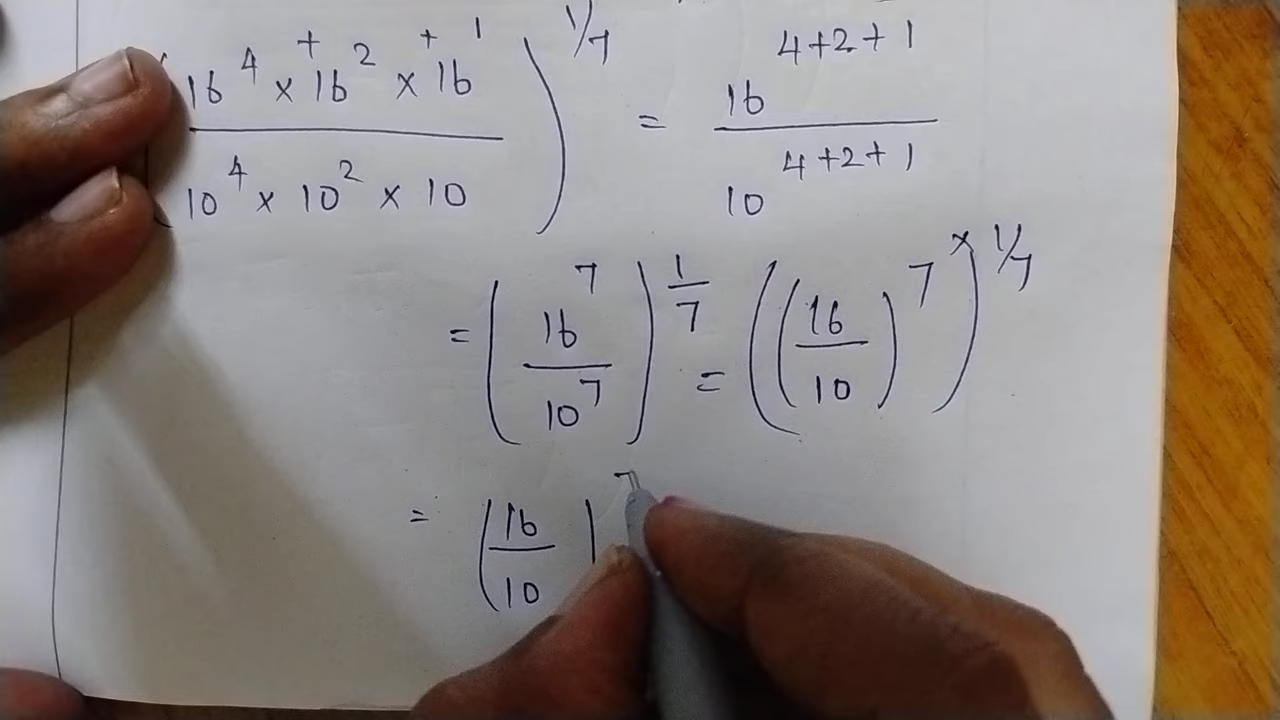 (16^4 × 16^2 × 16^1 / 10^4 × 10^2 × 10)^1/7 = 16^4+2+1 / 10^4+2+1
= (16^7 / 10^7)^1/7 = ((16/10)^7)^×1/7
= (16/10)^7